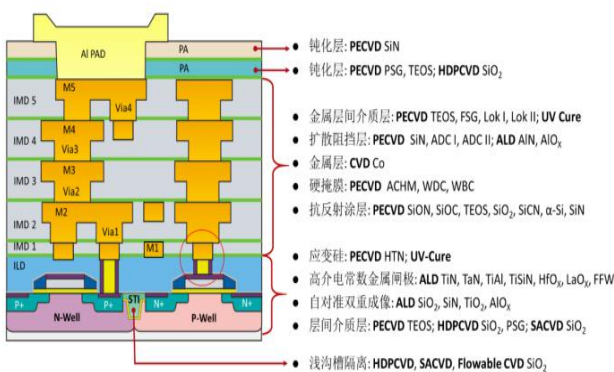 Al PAD
PA
PA
M5
IMD 5
Via4
M4
IMD 4
Via3
M3
IMD 3
Via2
M2
IMD 2
Via1
IMD 1
M1
ILD
P+
P+
STI
N+
N+
N-Well
P-Well
钝化层: PECVD SiN
钝化层: PECVD PSG, TEOS; HDPCVD SiO₂
金属层间介质层: PECVD TEOS, FSG, Lok I, Lok II; UV Cure
扩散阻挡层: PECVD SiN, ADC I, ADC II; ALD AlN, AlOₓ
金属层: CVD Co
硬掩膜: PECVD ACHM, WDC, WBC
抗反射涂层: PECVD SiON, SiOC, TEOS, SiO₂, SiCN, α-Si, SiN
应变硅: PECVD HTN; UV-Cure
高介电常数金属闸极: ALD TiN, TaN, TiAl, TiSiN, HfOₓ, LaOₓ, FFW
自对准双重成像: ALD SiO₂, SiN, TiO₂, AlOₓ
层间介质层: PECVD TEOS; HDPCVD SiO₂, PSG; SACVD SiO₂
浅沟槽隔离: HDPCVD, SACVD, Flowable CVD SiO₂